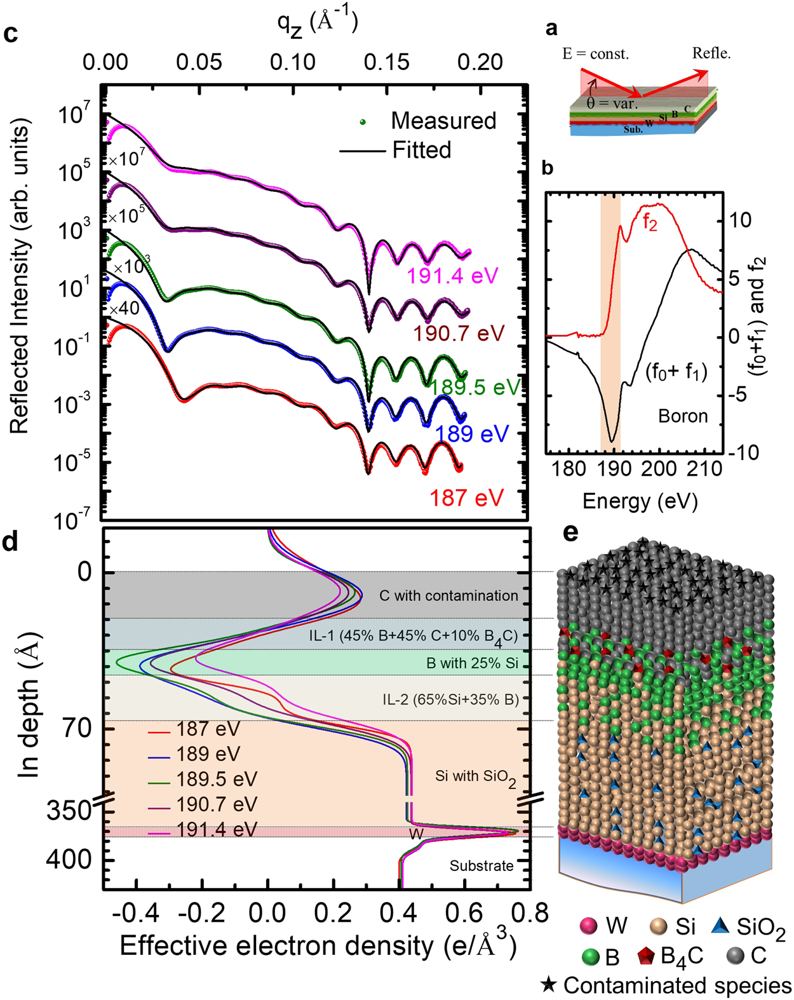 c
q_z (Å^-1)
0.00 0.05 0.10 0.15 0.20
Reflected Intensity (arb. units)
10^7
10^5
10^3
10^1
10^-1
10^-3
10^-5
10^-7
Measured
Fitted
×10^7
×10^5
×10^3
×40
191.4 eV
190.7 eV
189.5 eV
189 eV
187 eV
a
E = const.
Refle.
θ = var.
C
B
Si
W
Sub.
b
f_2
(f_0+ f_1)
Boron
10
5
0
-5
-10
(f_0+f_1) and f_2
180 190 200 210
Energy (eV)
d
In depth (Å)
0
70
350
400
C with contamination
IL-1 (45% B+45% C+10% B_4C)
B with 25% Si
IL-2 (65%Si+35% B)
187 eV
189 eV
189.5 eV
190.7 eV
191.4 eV
Si with SiO_2
W
Substrate
-0.4 -0.2 0.0 0.2 0.4 0.6 0.8
Effective electron density (e/Å^3)
e
W Si SiO_2
B B_4C C
Contaminated species